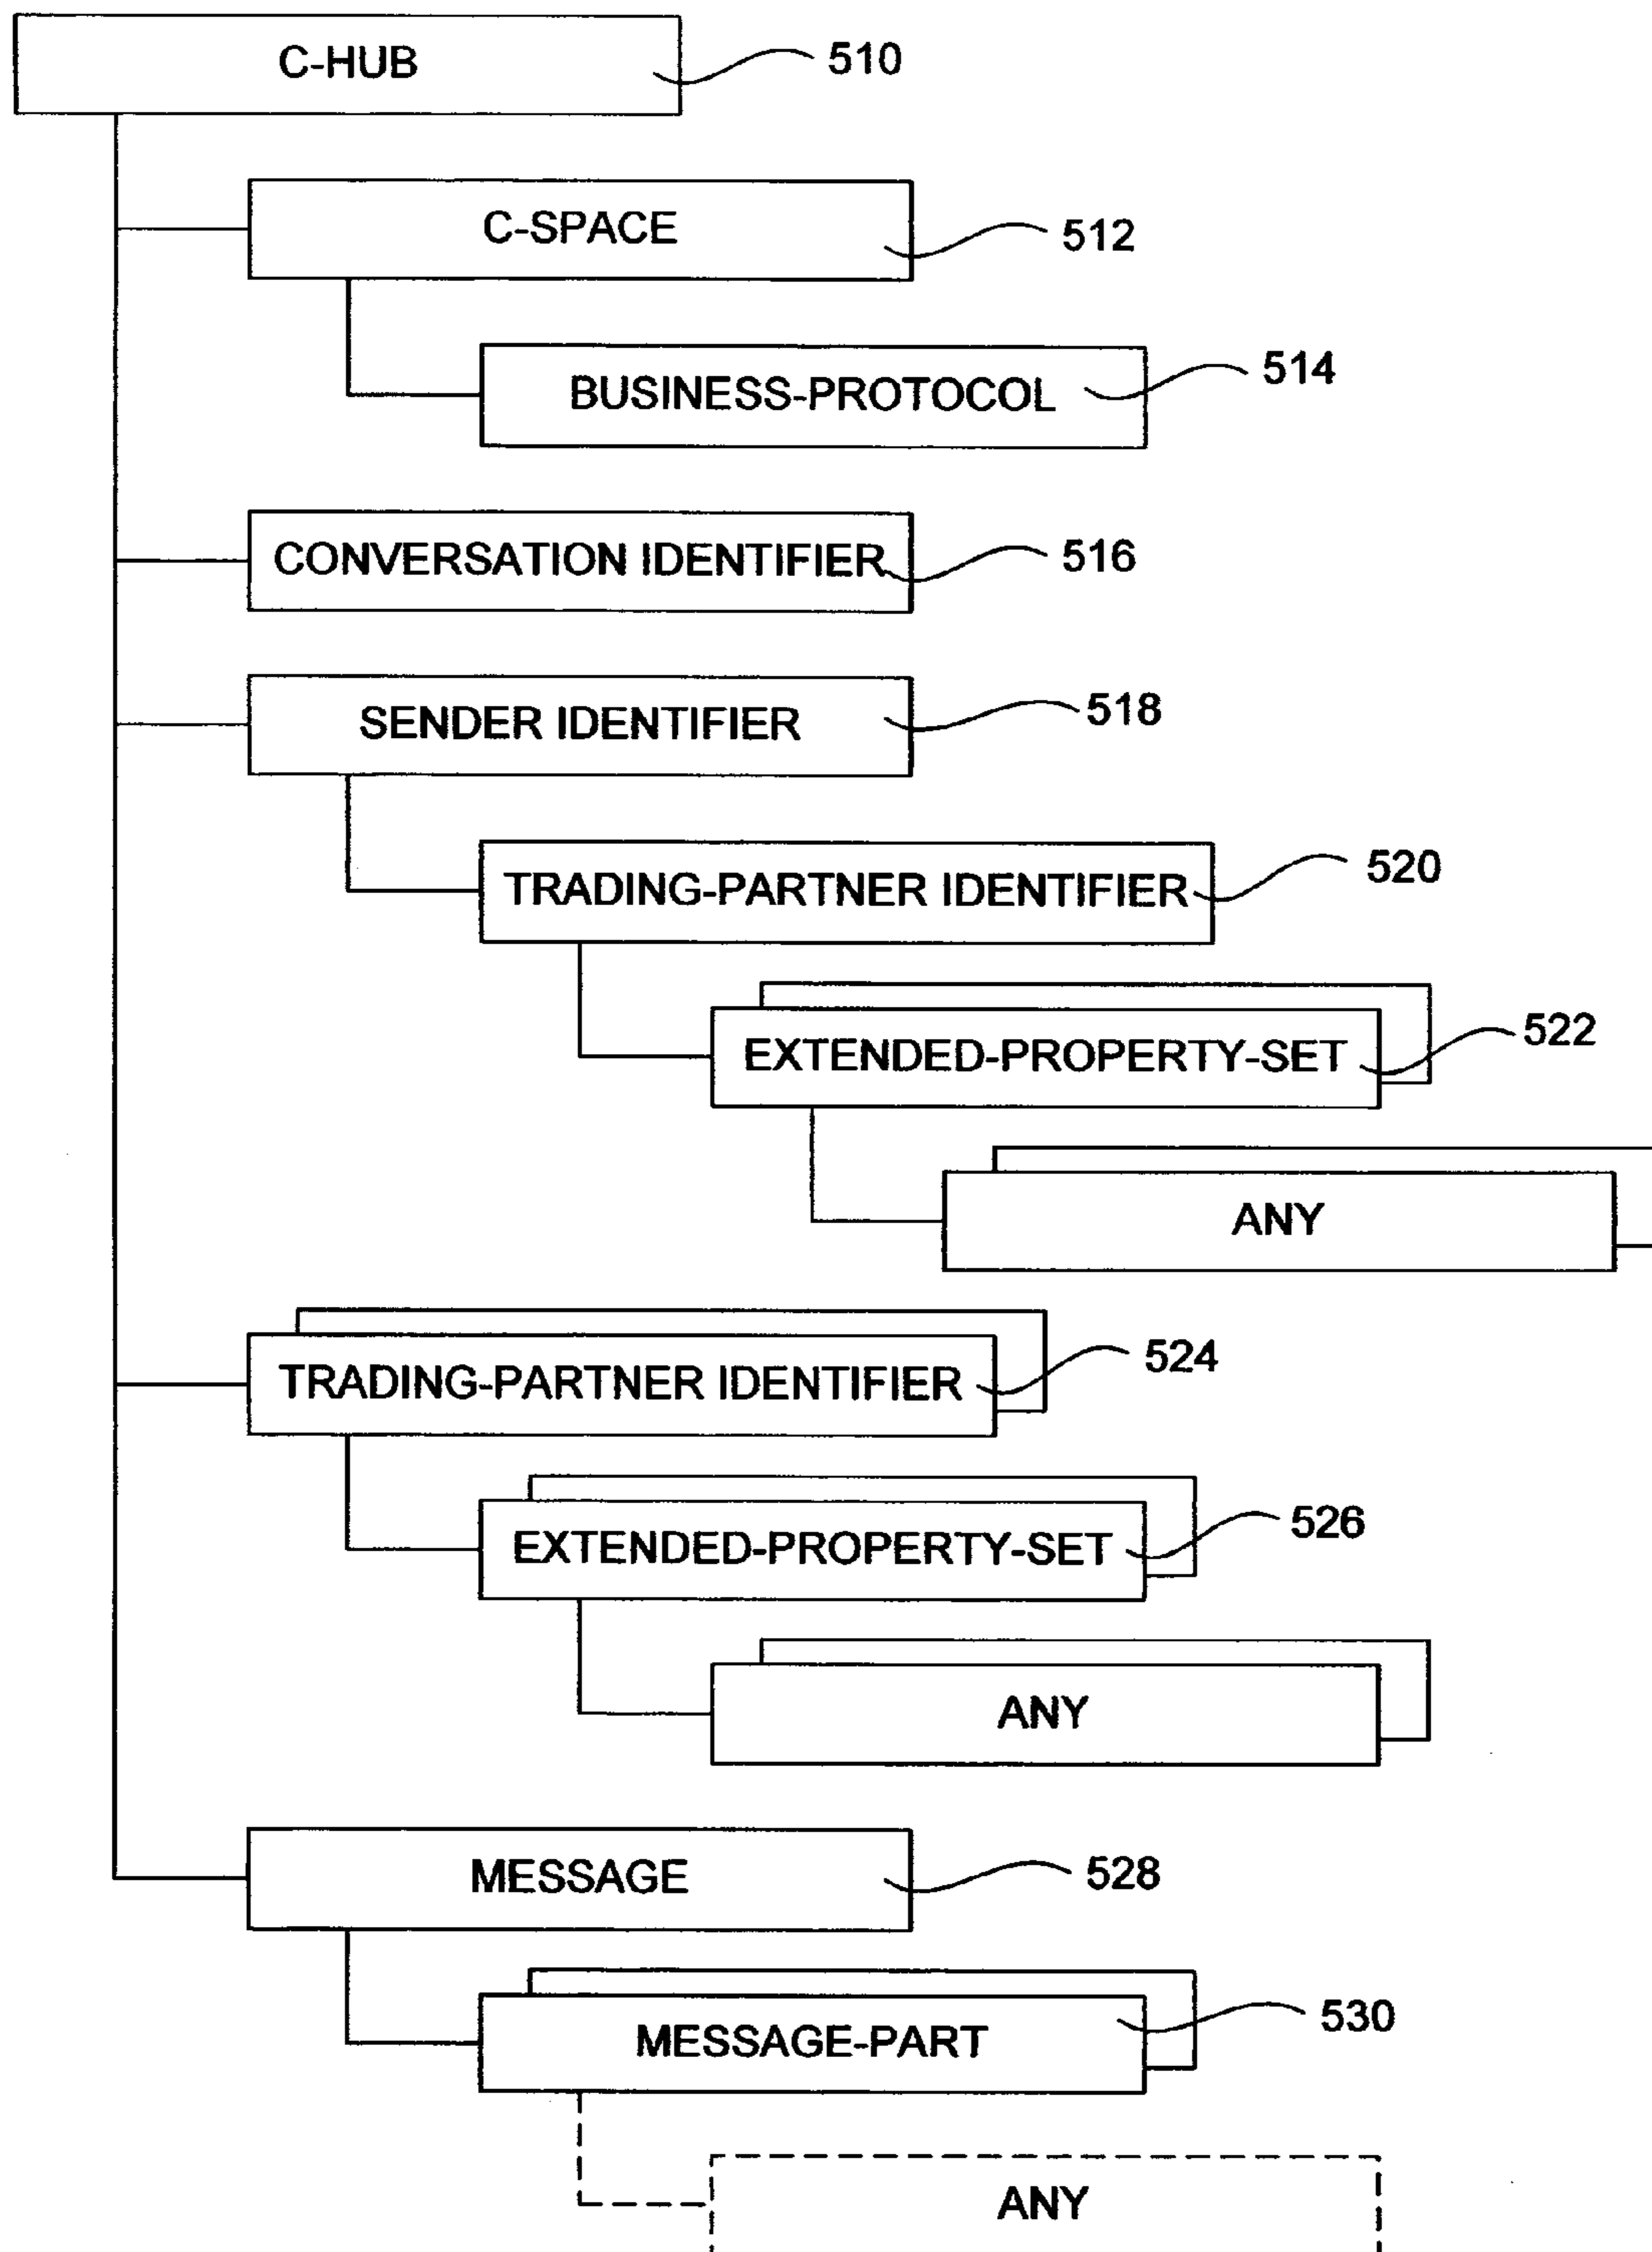 C-HUB 510
C-SPACE 512
BUSINESS-PROTOCOL 514
CONVERSATION IDENTIFIER 516
SENDER IDENTIFIER 518
TRADING-PARTNER IDENTIFIER 520
EXTENDED-PROPERTY-SET 522
ANY
TRADING-PARTNER IDENTIFIER 524
EXTENDED-PROPERTY-SET 526
ANY
MESSAGE 528
MESSAGE-PART 530
ANY